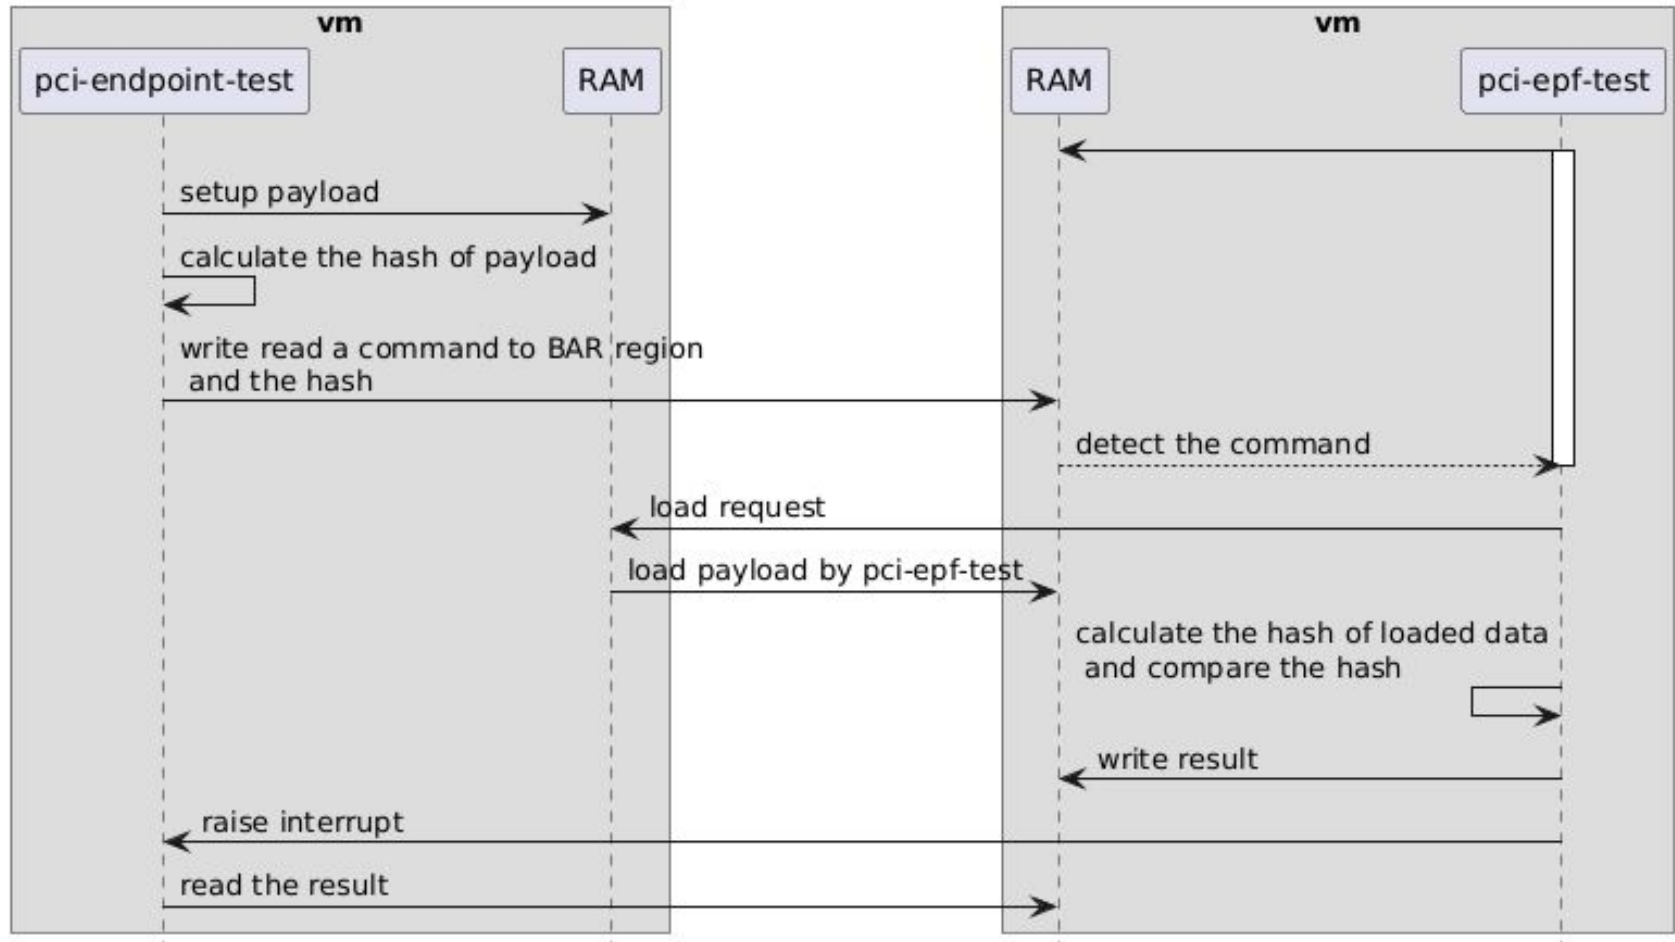 vm
vm
pci-endpoint-test
RAM
RAM
pci-epf-test
setup payload
calculate the hash of payload
write read a command to BAR region
and the hash
detect the command
load request
load payload by pci-epf-test
calculate the hash of loaded data
and compare the hash
write result
raise interrupt
read the result